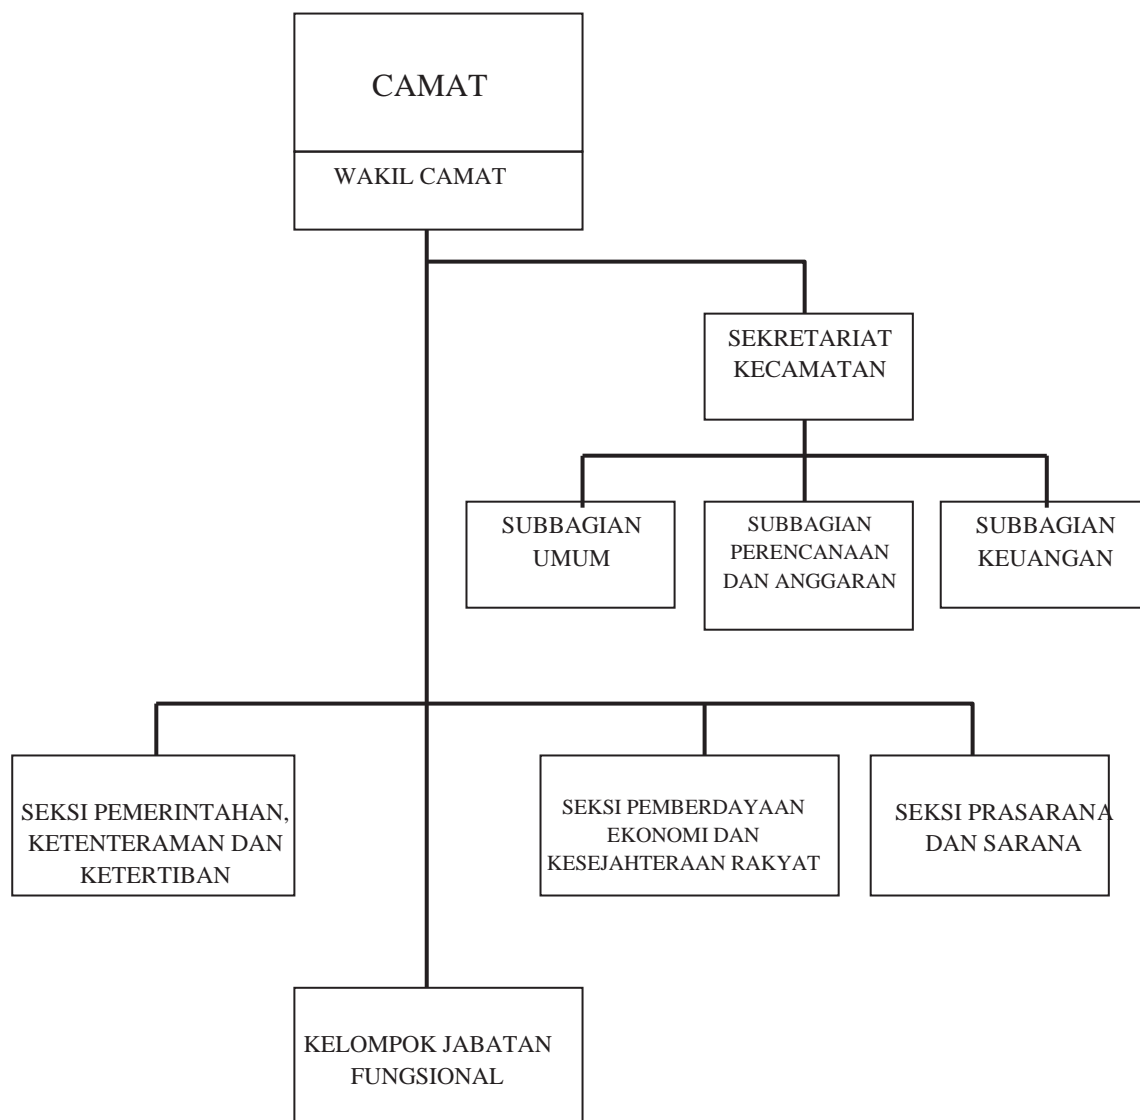 CAMAT
WAKIL CAMAT
SEKRETARIAT
KECAMATAN
SUBBAGIAN
UMUM
SUBBAGIAN
PERENCANAAN
DAN ANGGARAN
SUBBAGIAN
KEUANGAN
SEKSI PEMERINTAHAN,
KETENTERAMAN DAN
KETERTIBAN
SEKSI PEMBERDAYAAN
EKONOMI DAN
KESEJAHTERAAN RAKYAT
SEKSI PRASARANA
DAN SARANA
KELOMPOK JABATAN
FUNGSIONAL